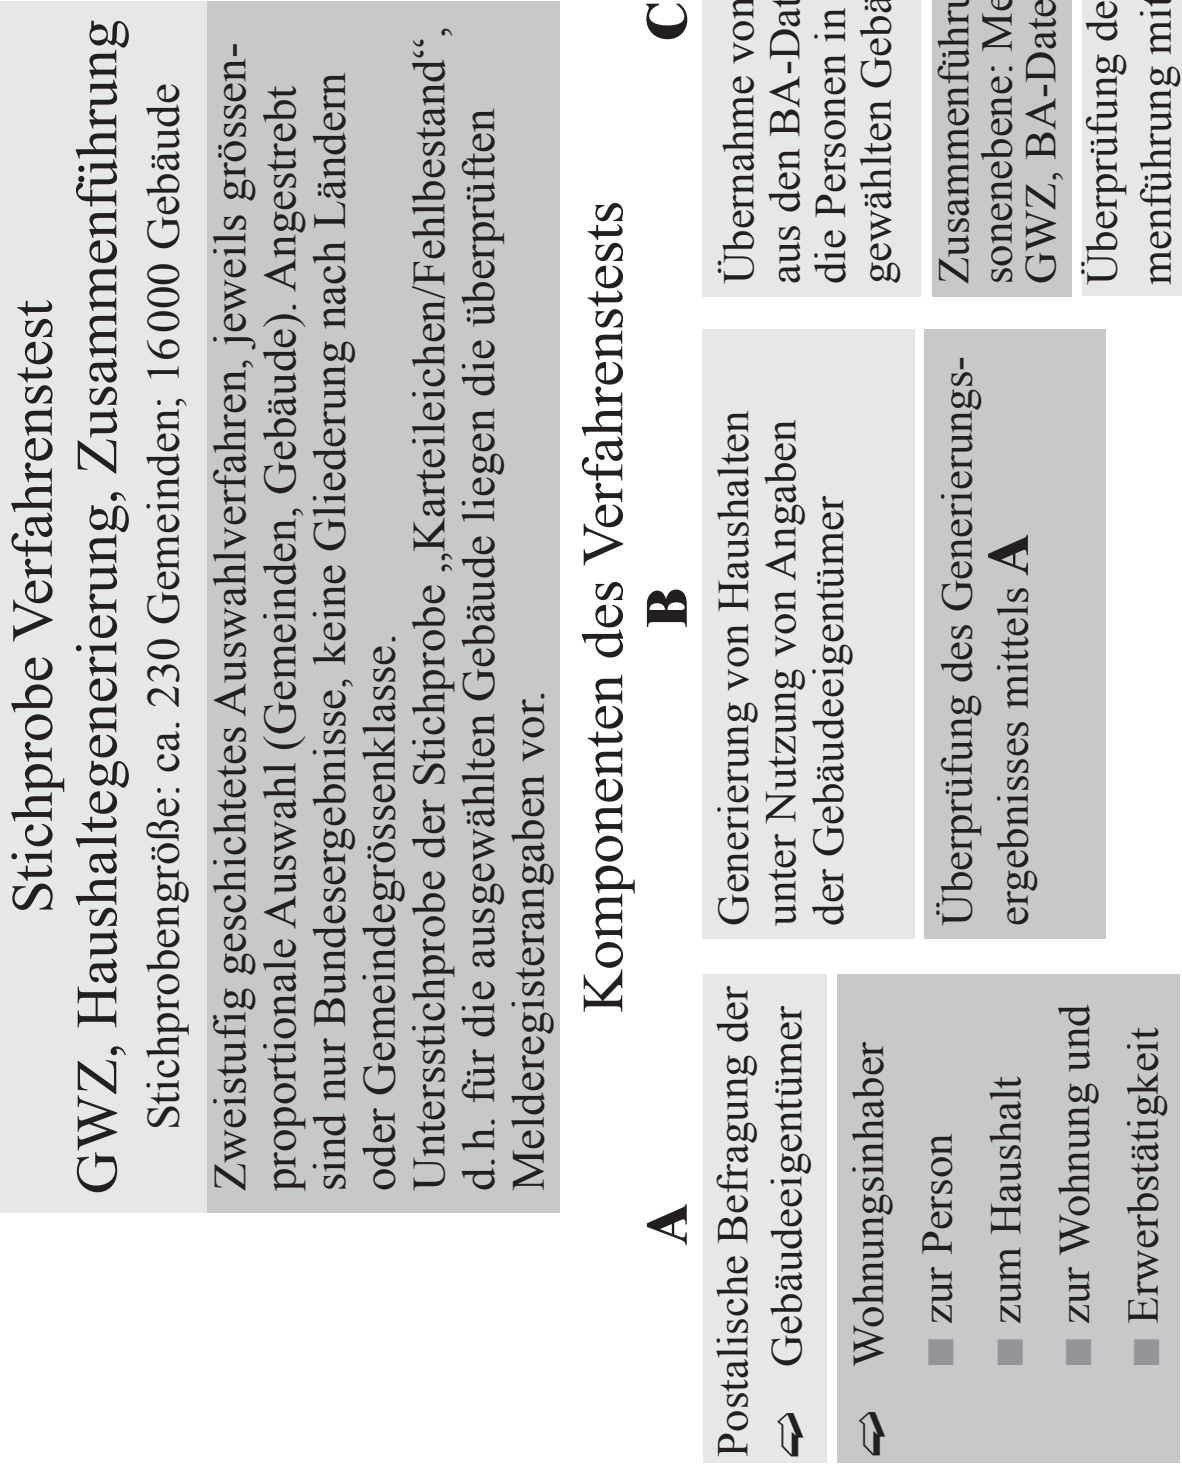 Stichprobe Verfahrenstest
GWZ, Haushaltegenerierung, Zusammenführung
Stichprobengröße: ca. 230 Gemeinden; 16 000 Gebäude
Zweistufig geschichtetes Auswahlverfahren, jeweils grössen-
proportionale Auswahl (Gemeinden, Gebäude). Angestrebt
sind nur Bundesergebnisse, keine Gliederung nach Ländern
oder Gemeindegrössenklasse.
Untersstichprobe der Stichprobe „Karteileichen/Fehlbestand“,
d.h. für die ausgewählten Gebäude liegen die überprüften
Melderegisterangaben vor.
Komponenten des Verfahrenstests
A
Postalische Befragung der
Gebäudeeigentümer
Wohnungsinhaber
zur Person
zum Haushalt
zur Wohnung und
Erwerbstätigkeit
B
Generierung von Haushalten
unter Nutzung von Angaben
der Gebäudeeigentümer
Überprüfung des Generierungs-
ergebnisses mittels A
C
Übernahme von
aus den BA-Dat
die Personen in
gewählten Gebä
Zusammenführu
sonenebene: Me
GWZ, BA-Date
Überprüfung de
menführung mit